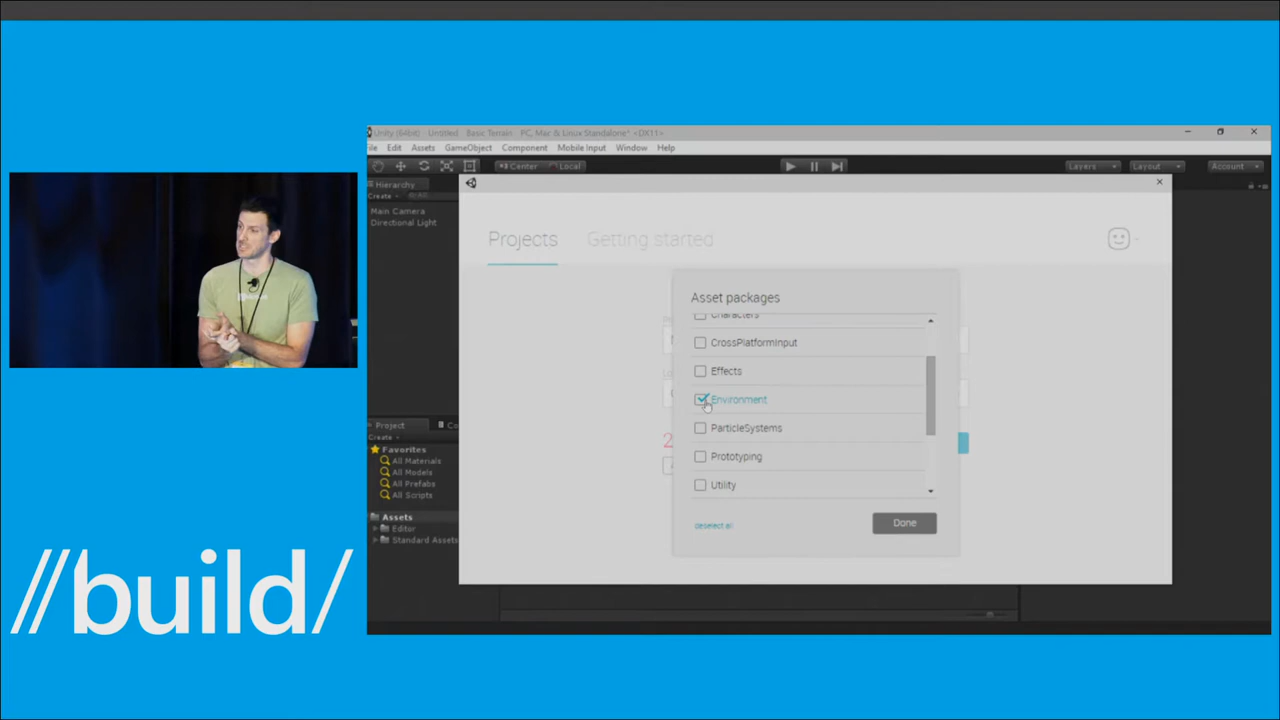 Unity (64bit) Untitled Basic Terrain PC, Mac & Linux Standalone* <DX11>
File Edit Assets GameObject Component Mobile Input Window Help
Center Local Layers Layout Account
Hierarchy
Create All
Main Camera
Directional Light
Projects Getting started
Asset packages
Characters
CrossPlatformInput
Effects
Environment
ParticleSystems
Prototyping
Utility
deselect all
Done
Project
Create
Favorites
All Materials
All Models
All Prefabs
All Scripts
Assets
Editor
Standard Assets
//build/